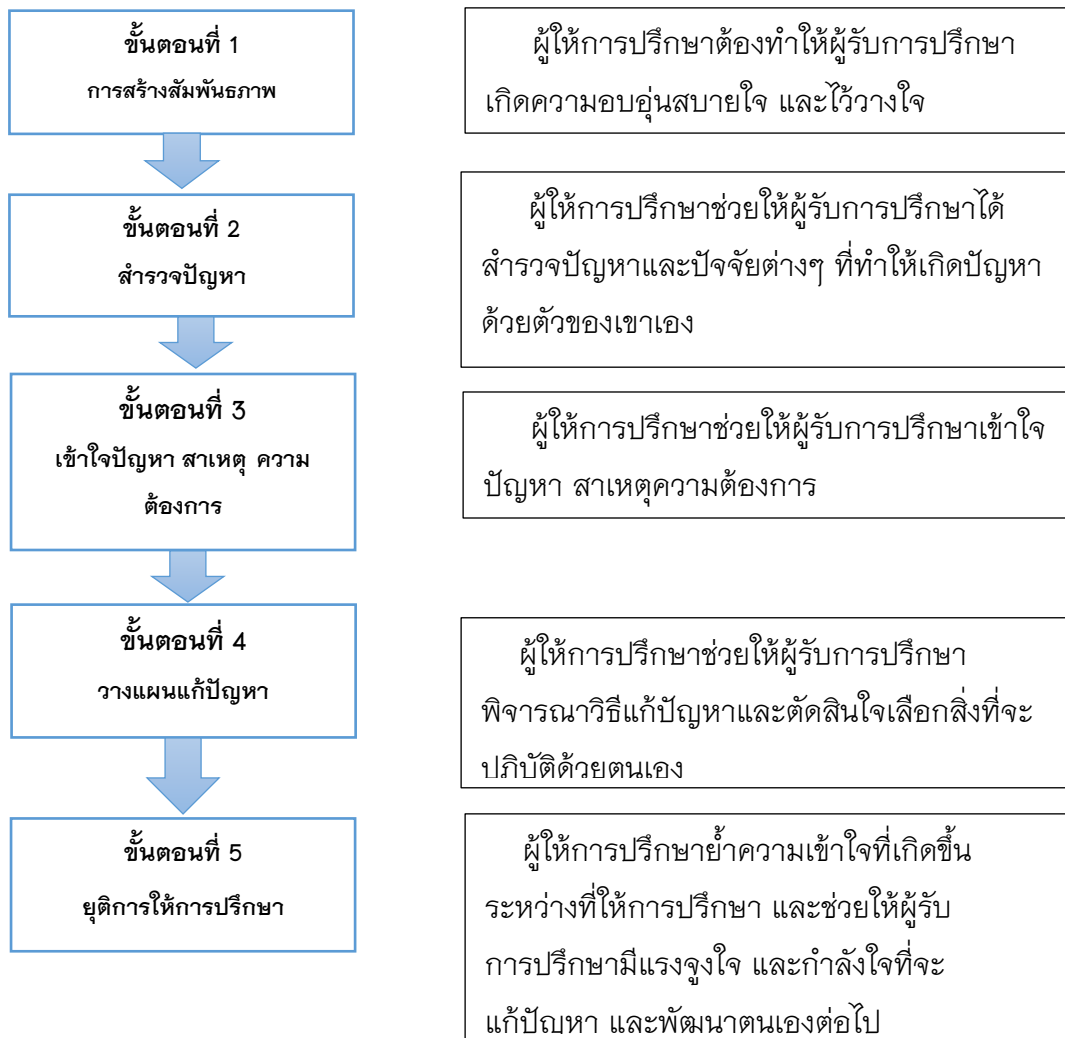 ขั้นตอนที่ 1
การสร้างสัมพันธภาพ
ผู้ให้การปรึกษาต้องทำให้ผู้รับการปรึกษา
เกิดความอบอุ่นสบายใจ และไว้วางใจ
ขั้นตอนที่ 2
สำรวจปัญหา
ผู้ให้การปรึกษาช่วยให้ผู้รับการปรึกษาได้
สำรวจปัญหาและปัจจัยต่างๆ ที่ทำให้เกิดปัญหา
ด้วยตัวของเขาเอง
ขั้นตอนที่ 3
เข้าใจปัญหา สาเหตุ ความ
ต้องการ
ผู้ให้การปรึกษาช่วยให้ผู้รับการปรึกษาเข้าใจ
ปัญหา สาเหตุความต้องการ
ขั้นตอนที่ 4
วางแผนแก้ปัญหา
ผู้ให้การปรึกษาช่วยให้ผู้รับการปรึกษา
พิจารณาวิธีแก้ปัญหาและตัดสินใจเลือกสิ่งที่จะ
ปฏิบัติด้วยตนเอง
ขั้นตอนที่ 5
ยุติการให้การปรึกษา
ผู้ให้การปรึกษาย้ำความเข้าใจที่เกิดขึ้น
ระหว่างที่ให้การปรึกษา และช่วยให้ผู้รับ
การปรึกษามีแรงจูงใจ และกำลังใจที่จะ
แก้ปัญหา และพัฒนาตนเองต่อไป